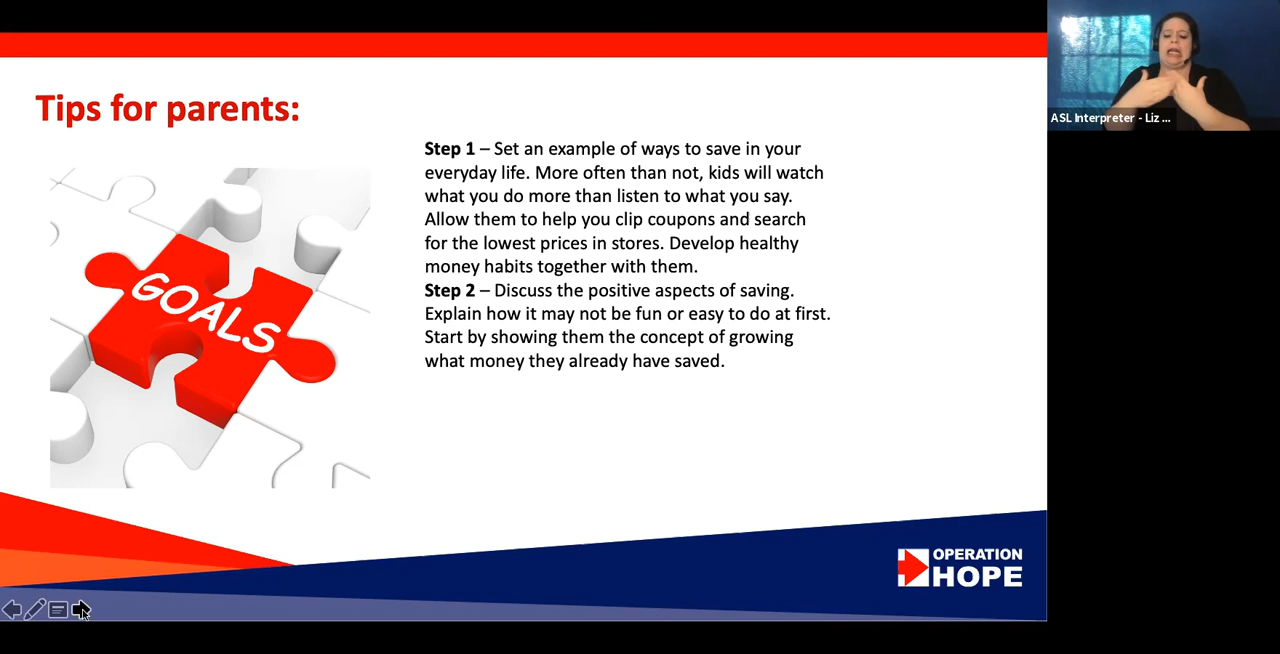 Tips for parents:
GOALS
Step 1 – Set an example of ways to save in your
everyday life. More often than not, kids will watch
what you do more than listen to what you say.
Allow them to help you clip coupons and search
for the lowest prices in stores. Develop healthy
money habits together with them.
Step 2 – Discuss the positive aspects of saving.
Explain how it may not be fun or easy to do at first.
Start by showing them the concept of growing
what money they already have saved.
OPERATION
HOPE
ASL Interpreter - Liz ...